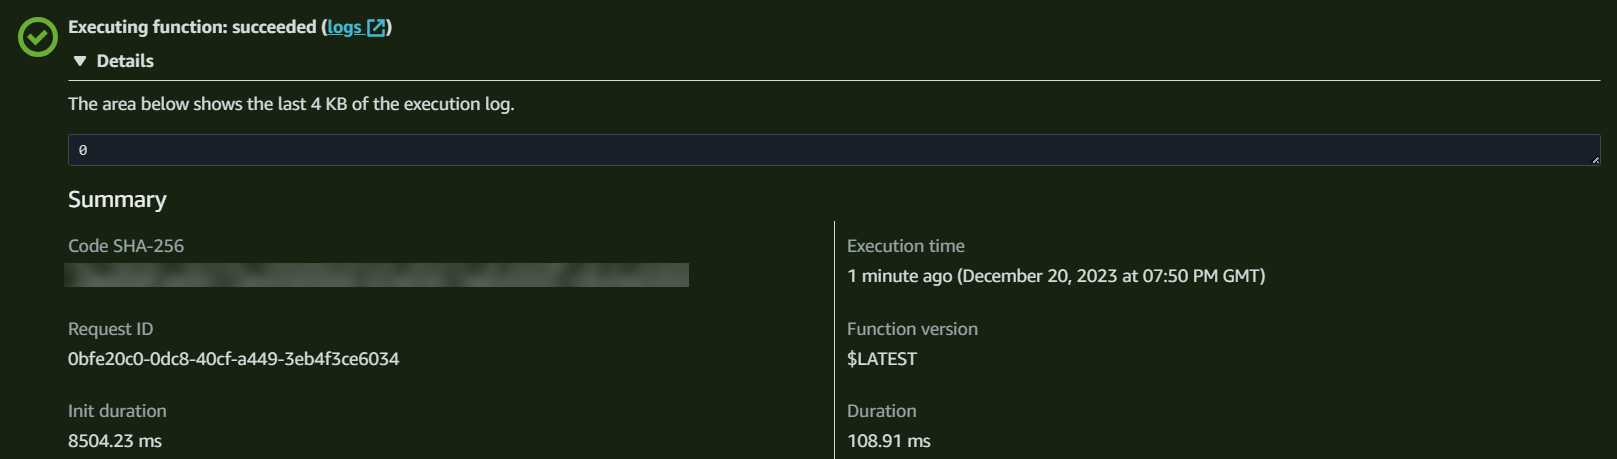 Executing function: succeeded (logs)
Details
The area below shows the last 4 KB of the execution log.
0
Summary
Code SHA-256
Execution time
1 minute ago (December 20, 2023 at 07:50 PM GMT)
Request ID
Function version
0bfe20c0-0dc8-40cf-a449-3eb4f3ce6034
$LATEST
Init duration
Duration
8504.23 ms
108.91 ms